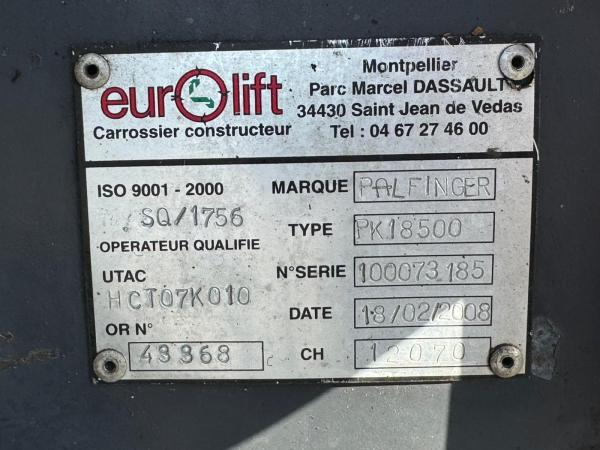 eurolift
Carrossier constructeur
Montpellier
Parc Marcel DASSAULT
34430 Saint Jean de Vedas
Tel : 04 67 27 46 00
ISO 9001 - 2000
SQ/1756
OPERATEUR QUALIFIE
UTAC
HCT07K010
OR N°
43368
MARQUE PALFINGER
TYPE PK18500
N°SERIE 100073185
DATE 18/02/2008
CH 12070